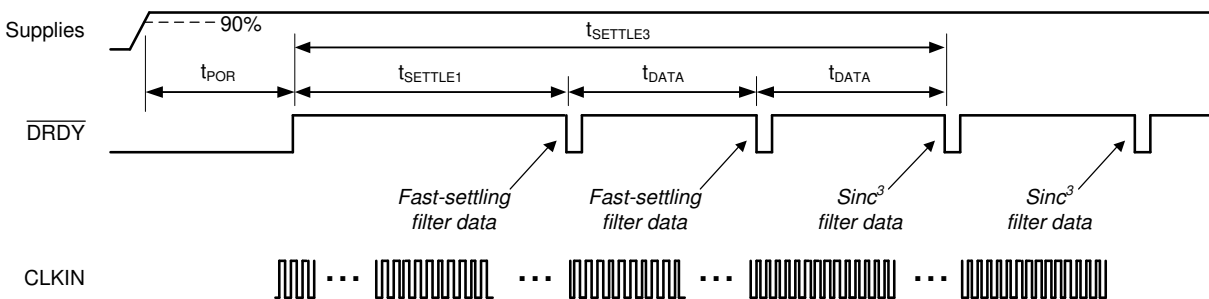 Supplies
90%
tSETTLE3
tPOR
tSETTLE1
tDATA
tDATA
DRDY
Fast-settling
filter data
Fast-settling
filter data
Sinc³
filter data
Sinc³
filter data
CLKIN